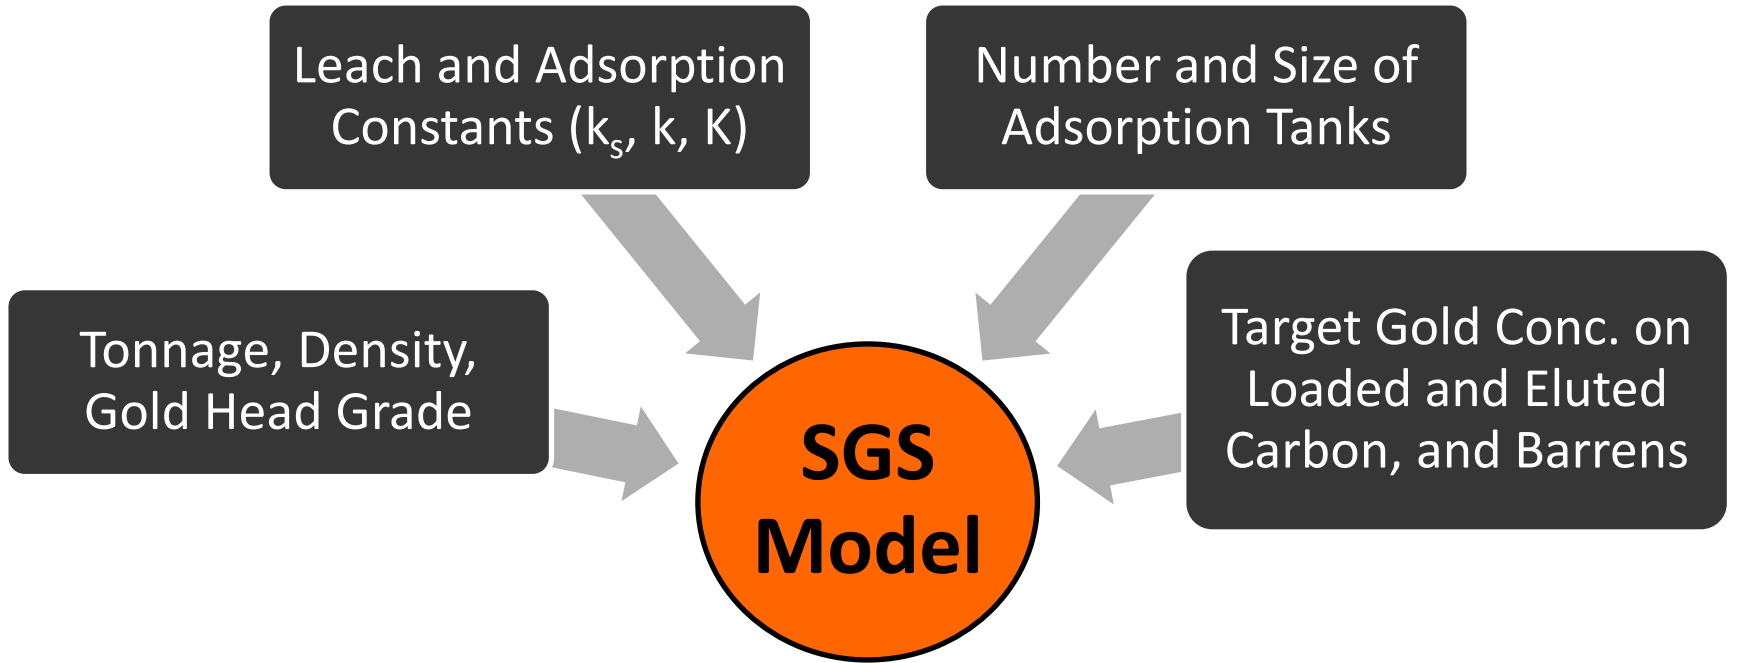 Leach and Adsorption
Constants (kₛ, k, K)
Number and Size of
Adsorption Tanks
Tonnage, Density,
Gold Head Grade
Target Gold Conc. on
Loaded and Eluted
Carbon, and Barrens
SGS
Model